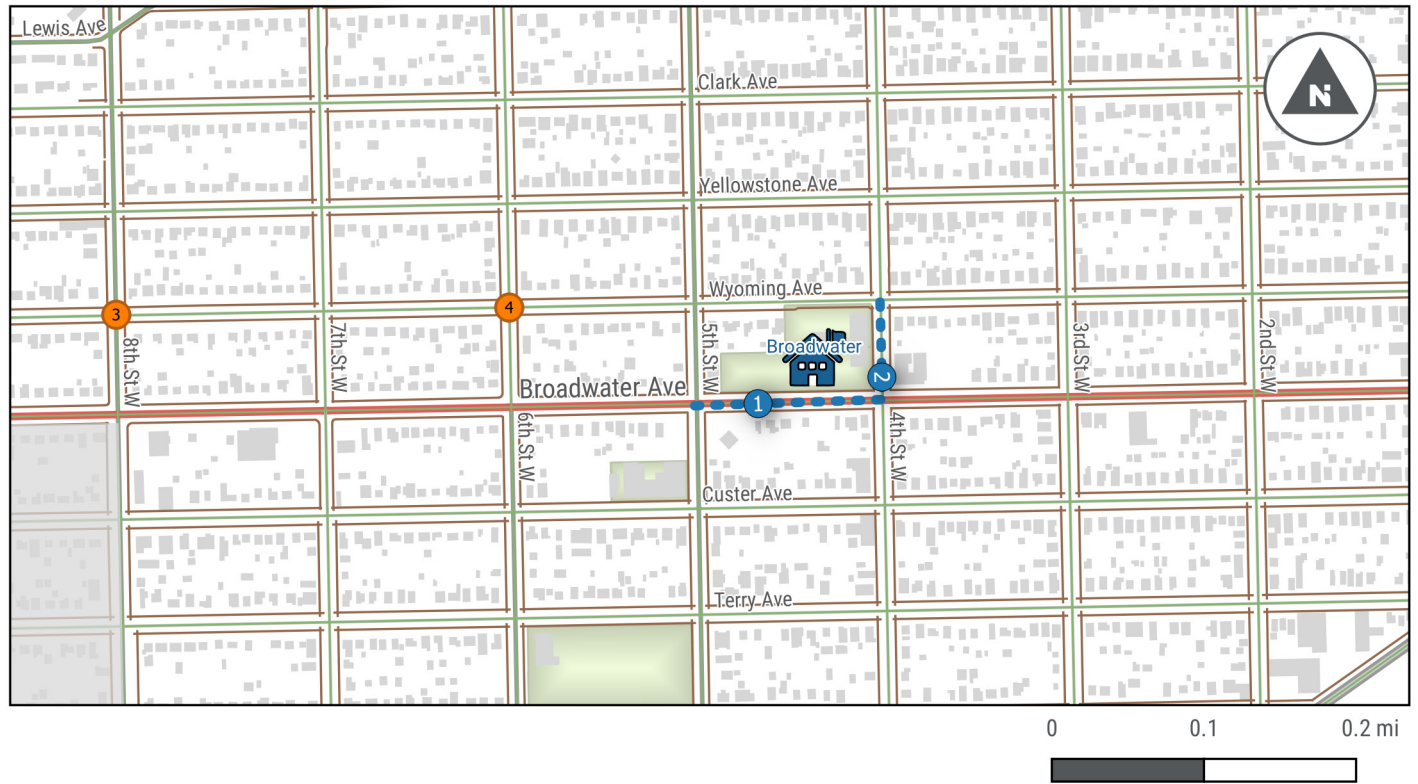 Lewis Ave
Clark Ave
N
Yellowstone Ave
Wyoming Ave
3
4
8th St W
7th St W
5th St W
Broadwater
3rd St W
2nd St W
2
Broadwater Ave
1
6th St W
4th St W
Custer Ave
Terry Ave
0 0.1 0.2 mi